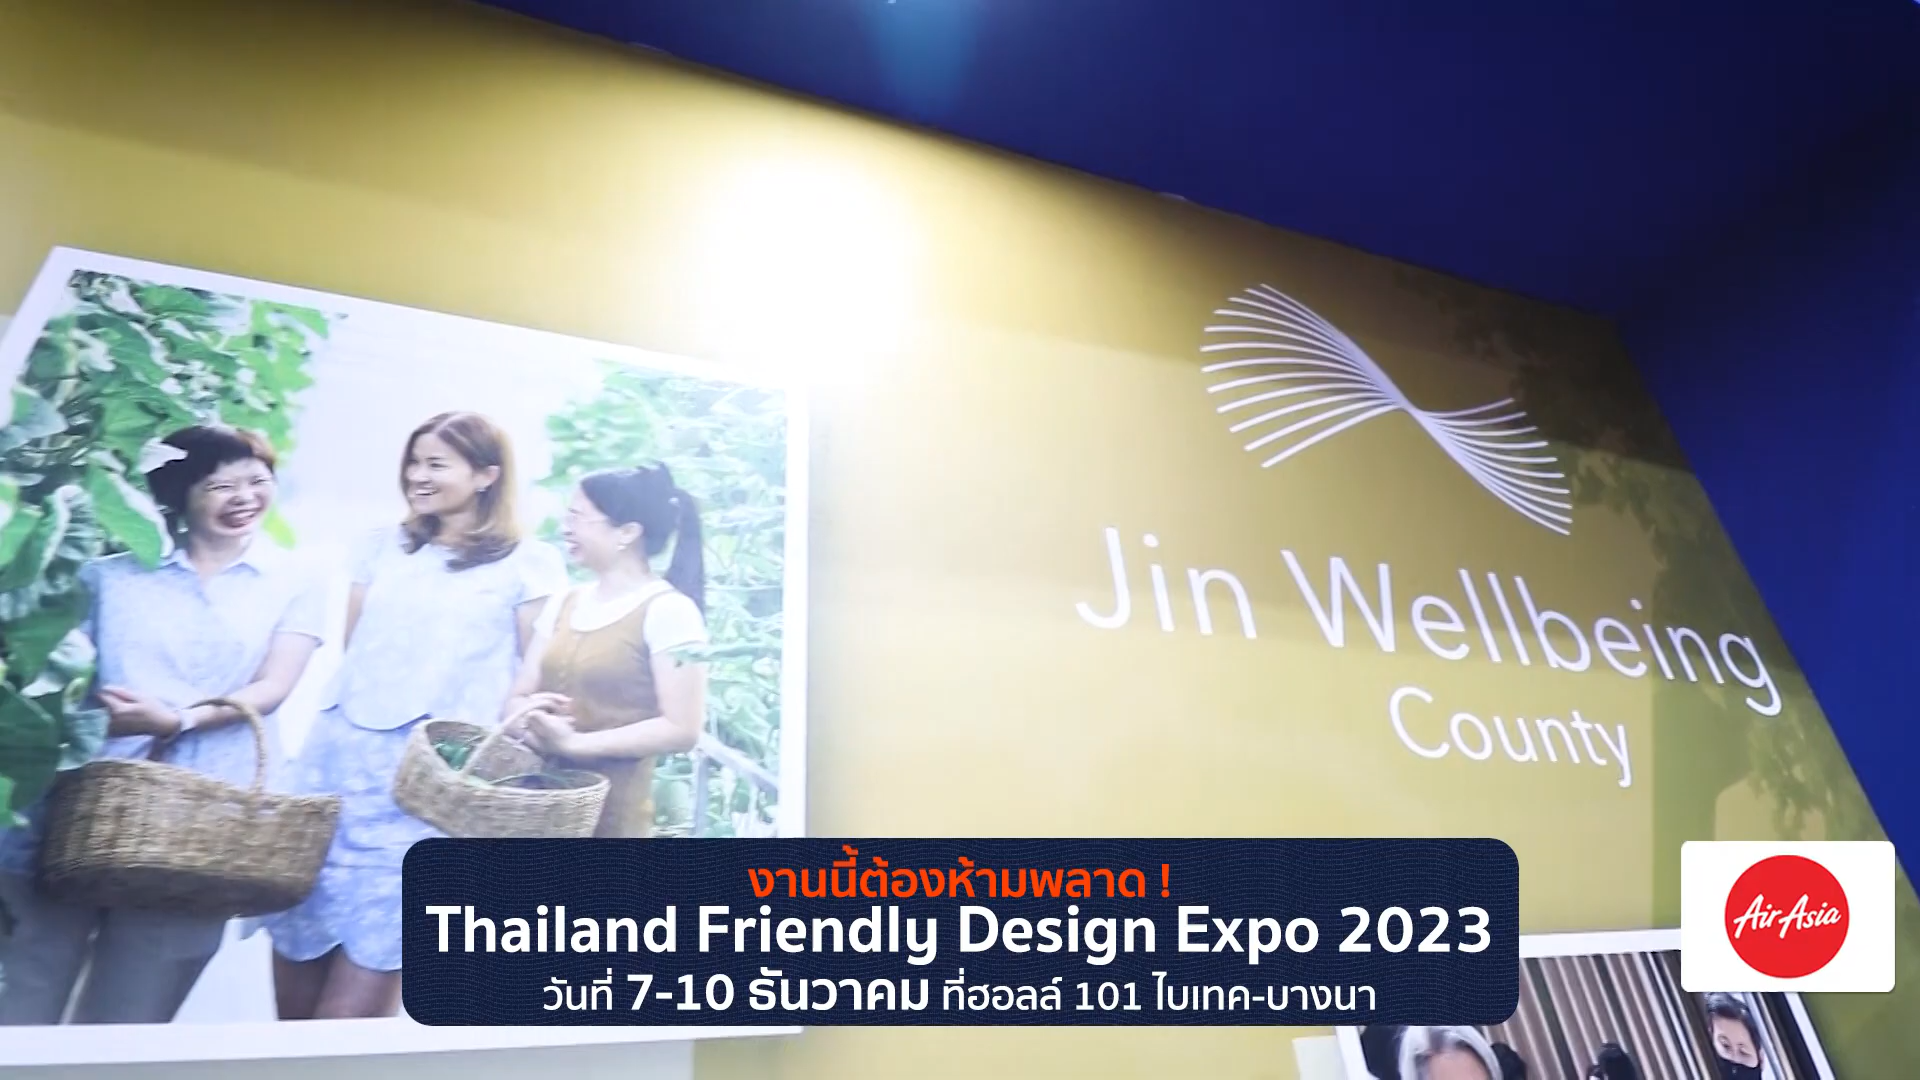 Jin Wellbeing
County
งานนี้ต้องห้ามพลาด !
Thailand Friendly Design Expo 2023
วันที่ 7-10 ธันวาคม ที่ฮอลล์ 101 ไบเทค-บางนา
AirAsia